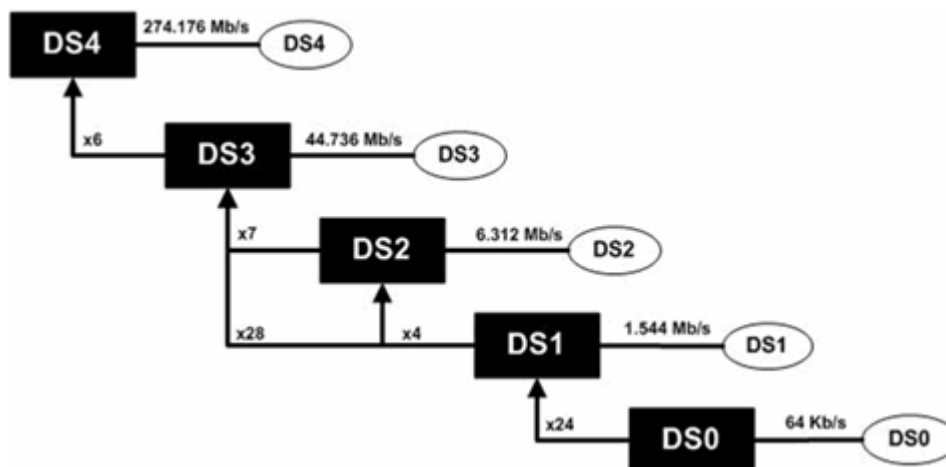 DS4 274.176 Mb/s DS4
x6 DS3 44.736 Mb/s DS3
x7 DS2 6.312 Mb/s DS2
x28 x4 DS1 1.544 Mb/s DS1
x24 DS0 64 Kb/s DS0